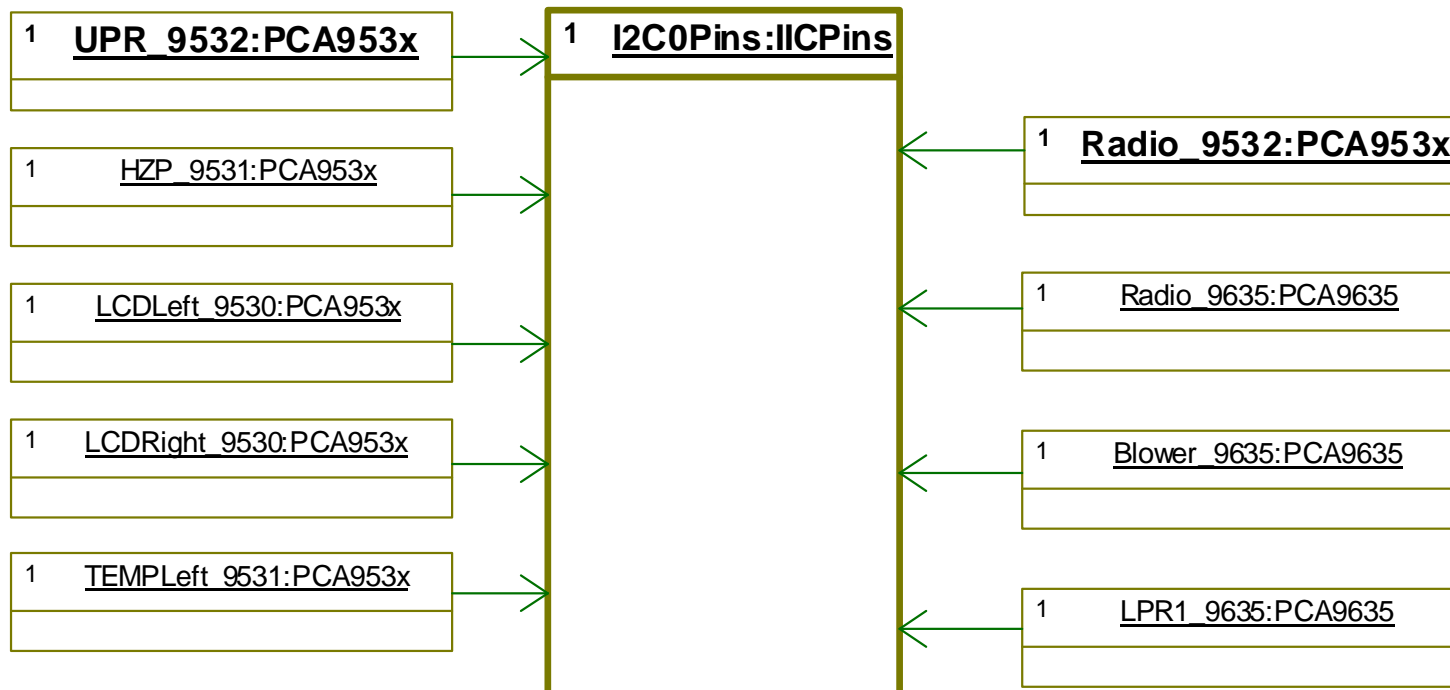 1 UPR_9532:PCA953x
1 HZP_9531:PCA953x
1 LCDLeft_9530:PCA953x
1 LCDRight_9530:PCA953x
1 TEMPLeft_9531:PCA953x
1 I2C0Pins:IICPins
1 Radio_9532:PCA953x
1 Radio_9635:PCA9635
1 Blower_9635:PCA9635
1 LPR1_9635:PCA9635